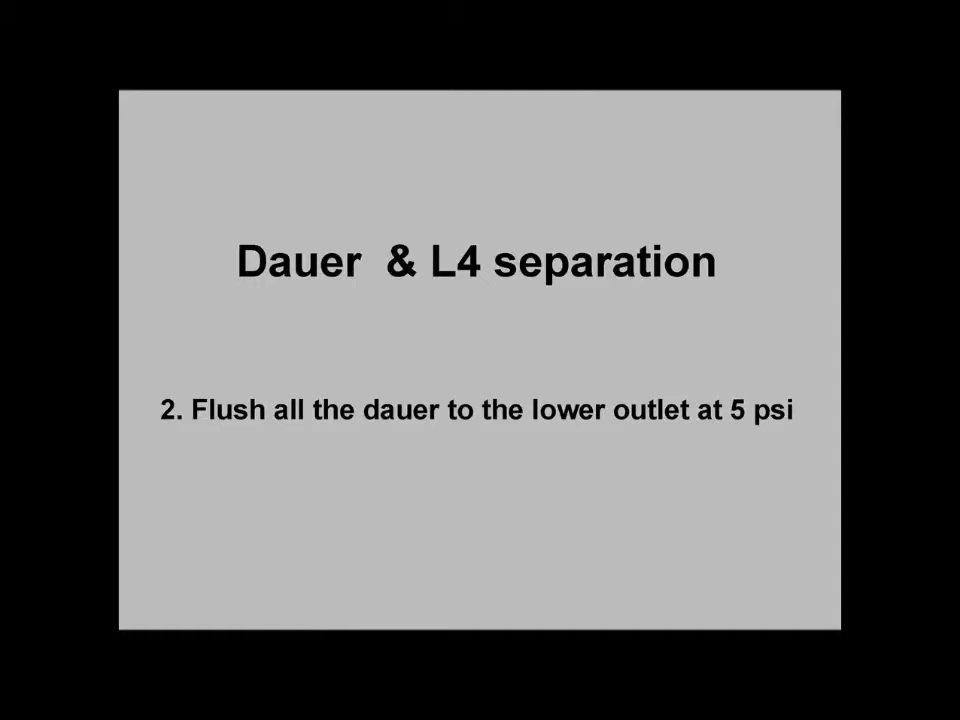 Dauer & L4 separation
2. Flush all the dauer to the lower outlet at 5 psi